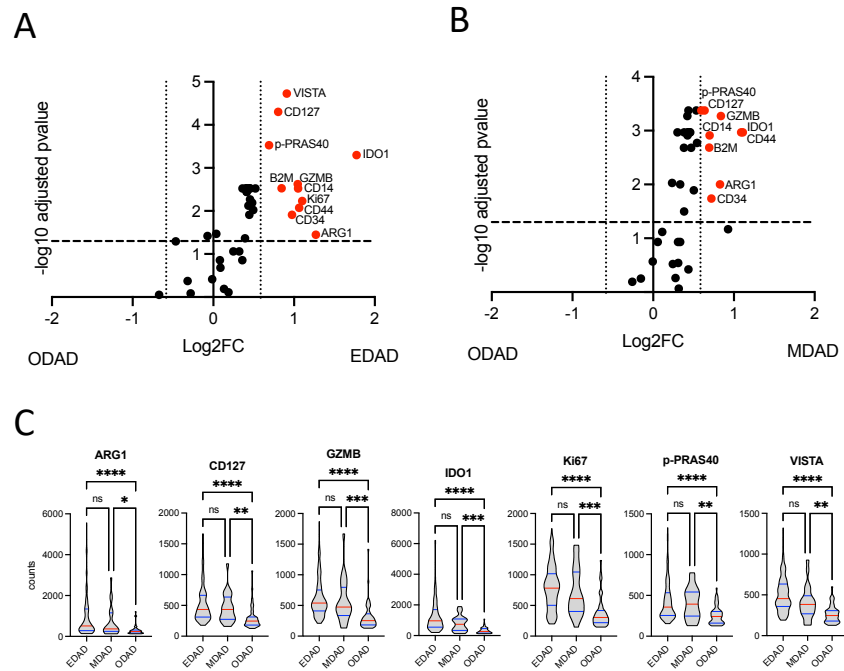 A
-log10 adjusted pvalue
5
4
3
2
1
VISTA
CD127
p-PRAS40
IDO1
B2M
GZMB
CD14
Ki67
CD44
CD34
ARG1
-2
-1
0
1
2
Log2FC
ODAD
EDAD
B
-log10 adjusted pvalue
4
3
2
1
p-PRAS40
CD127
GZMB
CD14
IDO1
CD44
B2M
ARG1
CD34
-2
-1
0
1
2
Log2FC
ODAD
MDAD
C
ARG1
****
ns
*
counts
6000
4000
2000
0
EDAD
MDAD
ODAD
CD127
****
ns
**
2000
1500
1000
500
0
EDAD
MDAD
ODAD
GZMB
****
ns
***
2000
1500
1000
500
0
EDAD
MDAD
ODAD
IDO1
****
ns
***
8000
6000
4000
2000
0
EDAD
MDAD
ODAD
Ki67
****
ns
***
2000
1500
1000
500
0
EDAD
MDAD
ODAD
p-PRAS40
****
ns
**
1500
1000
500
0
EDAD
MDAD
ODAD
VISTA
****
ns
**
1500
1000
500
0
EDAD
MDAD
ODAD